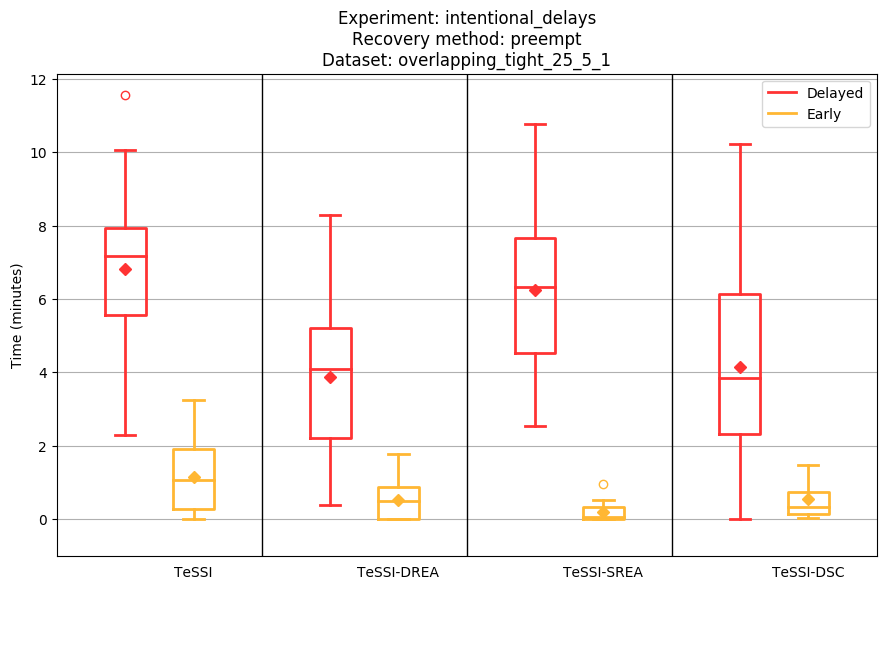 Experiment: intentional_delays
Recovery method: preempt
Dataset: overlapping_tight_25_5_1
Delayed
Early
Time (minutes)
12
10
8
6
4
2
0
TeSSI
TeSSI-DREA
TeSSI-SREA
TeSSI-DSC